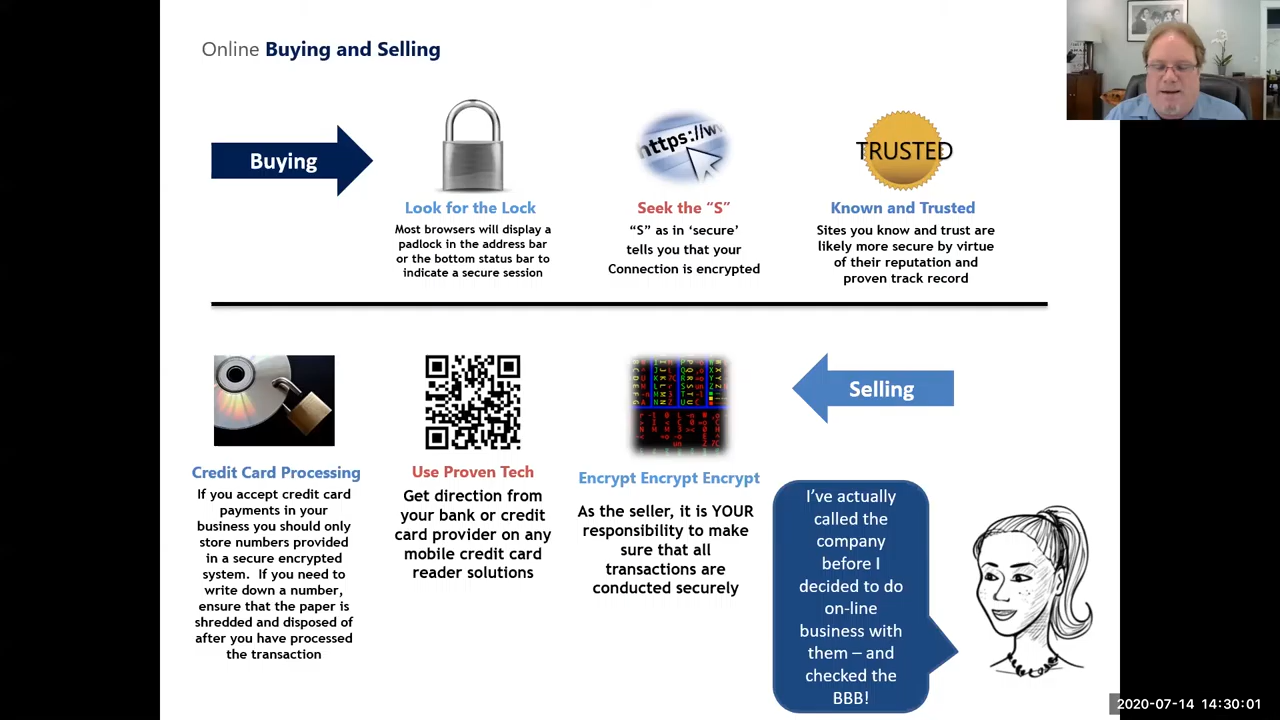 Online Buying and Selling
Buying
https://w
TRUSTED
Look for the Lock
Most browsers will display a
padlock in the address bar
or the bottom status bar to
indicate a secure session
Seek the “S”
“S” as in ‘secure’
tells you that your
Connection is encrypted
Known and Trusted
Sites you know and trust are
likely more secure by virtue
of their reputation and
proven track record
Selling
Credit Card Processing
If you accept credit card
payments in your
business you should only
store numbers provided
in a secure encrypted
system. If you need to
write down a number,
ensure that the paper is
shredded and disposed of
after you have processed
the transaction
Use Proven Tech
Get direction from
your bank or credit
card provider on any
mobile credit card
reader solutions
Encrypt Encrypt Encrypt
As the seller, it is YOUR
responsibility to make
sure that all
transactions are
conducted securely
I’ve actually
called the
company
before I
decided to do
on-line
business with
them – and
checked the
BBB!
2020-07-14 14:30:01